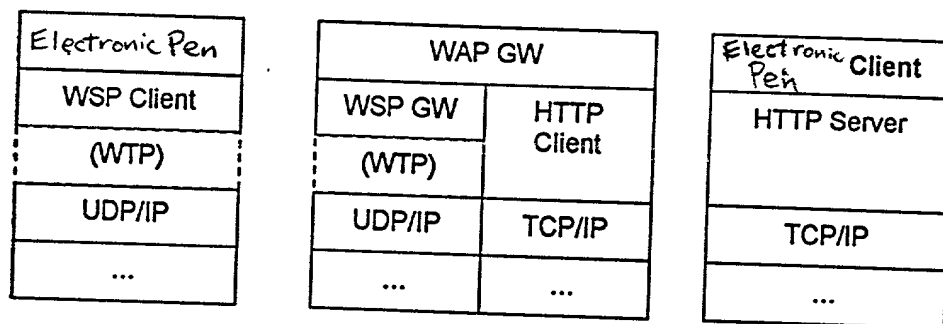 Electronic Pen
WSP Client
(WTP)
UDP/IP
...
WAP GW
WSP GW
(WTP)
UDP/IP
...
HTTP
Client
TCP/IP
...
Electronic Client
Pen
HTTP Server
TCP/IP
...